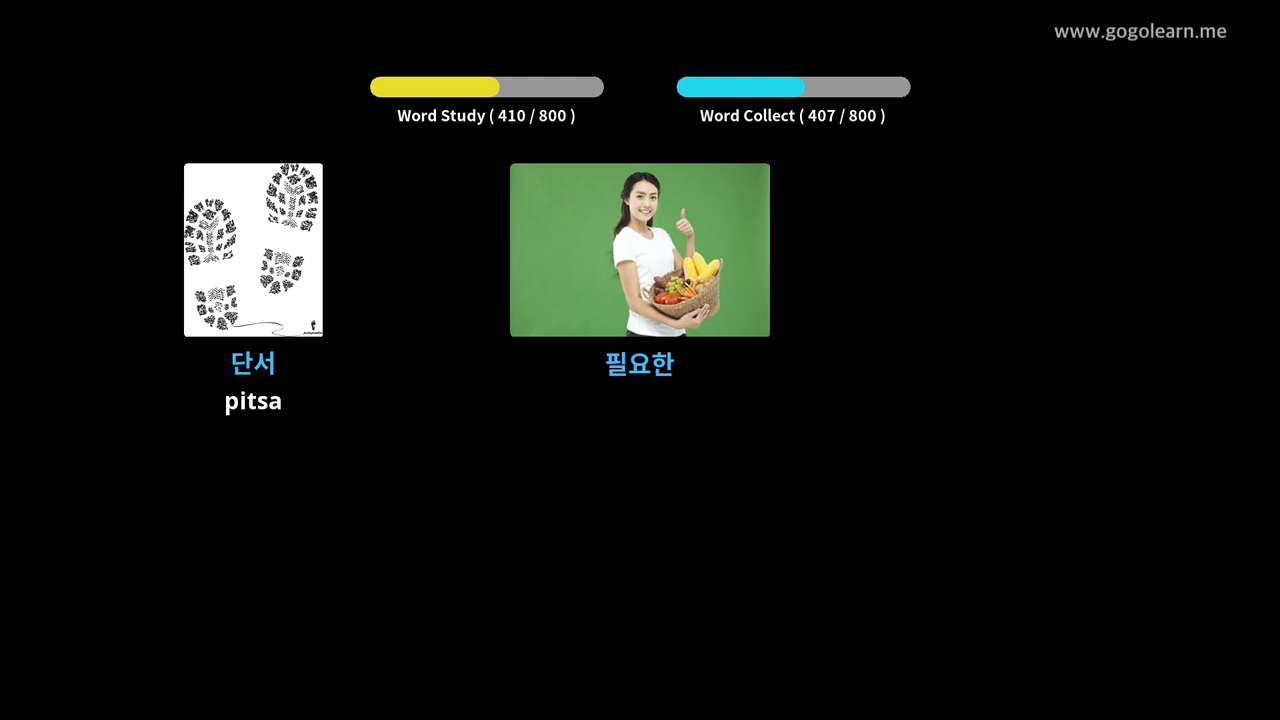 www.gogolearn.me
Word Study ( 410 / 800 )
Word Collect ( 407 / 800 )
단서
pitsa
필요한